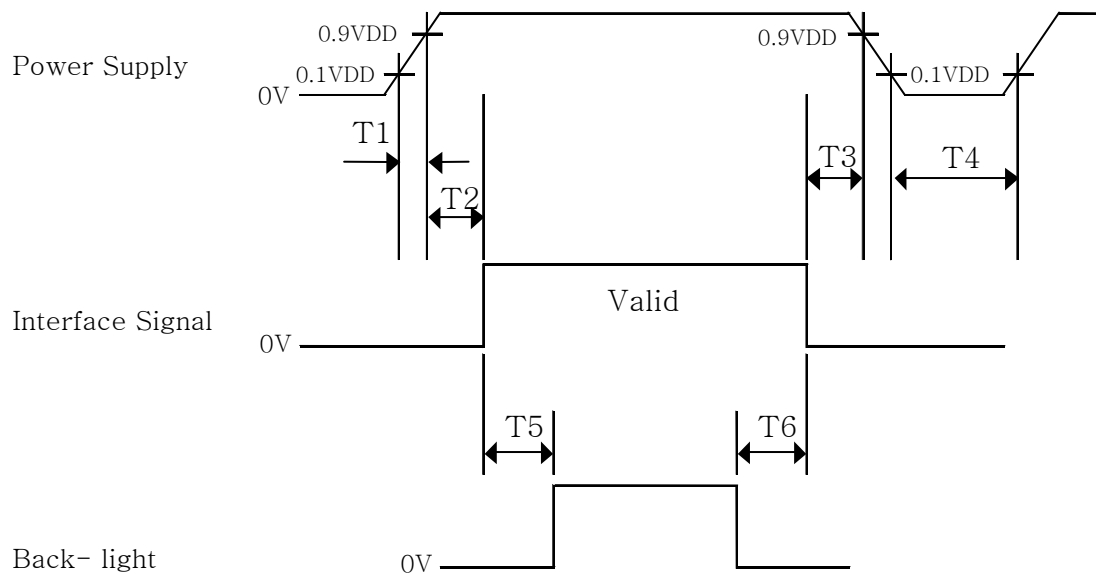 0.9VDD
0.9VDD
Power Supply
0.1VDD
0.1VDD
0V
T1
T3
T4
T2
Valid
Interface Signal
0V
T5
T6
Back- light
0V